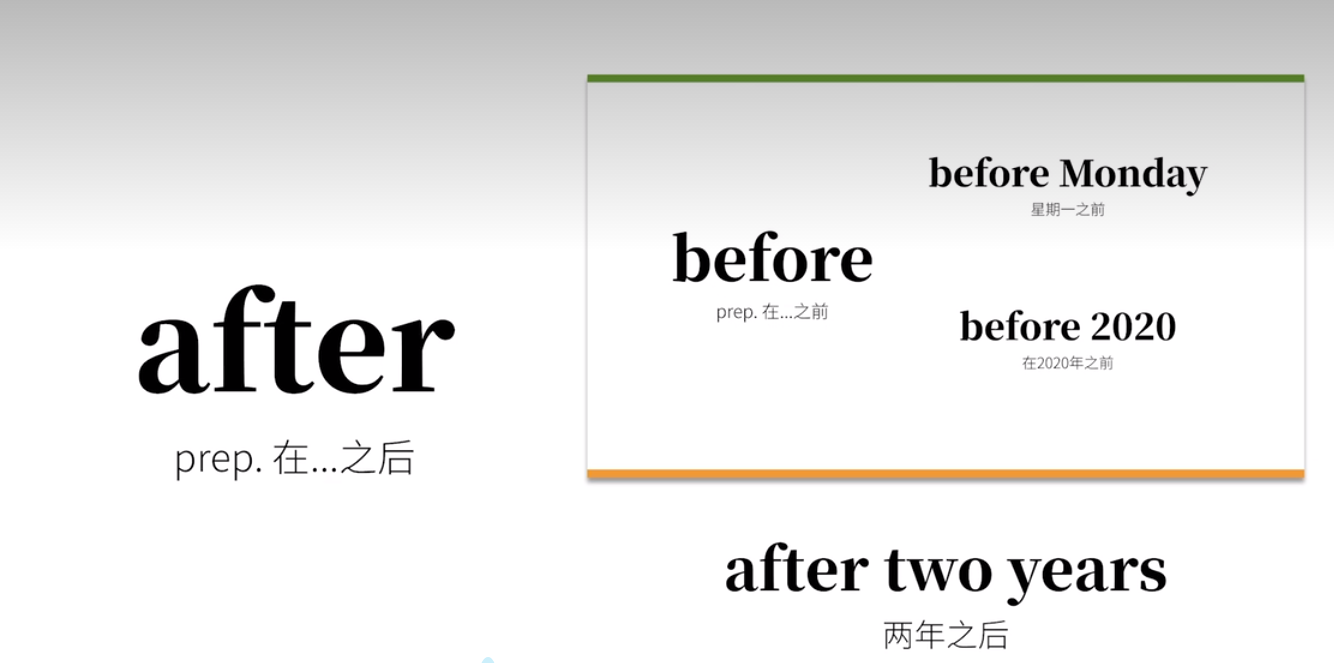 after
prep. 在...之后
before
prep. 在...之前
before Monday
星期一之前
before 2020
在2020年之前
after two years
两年之后